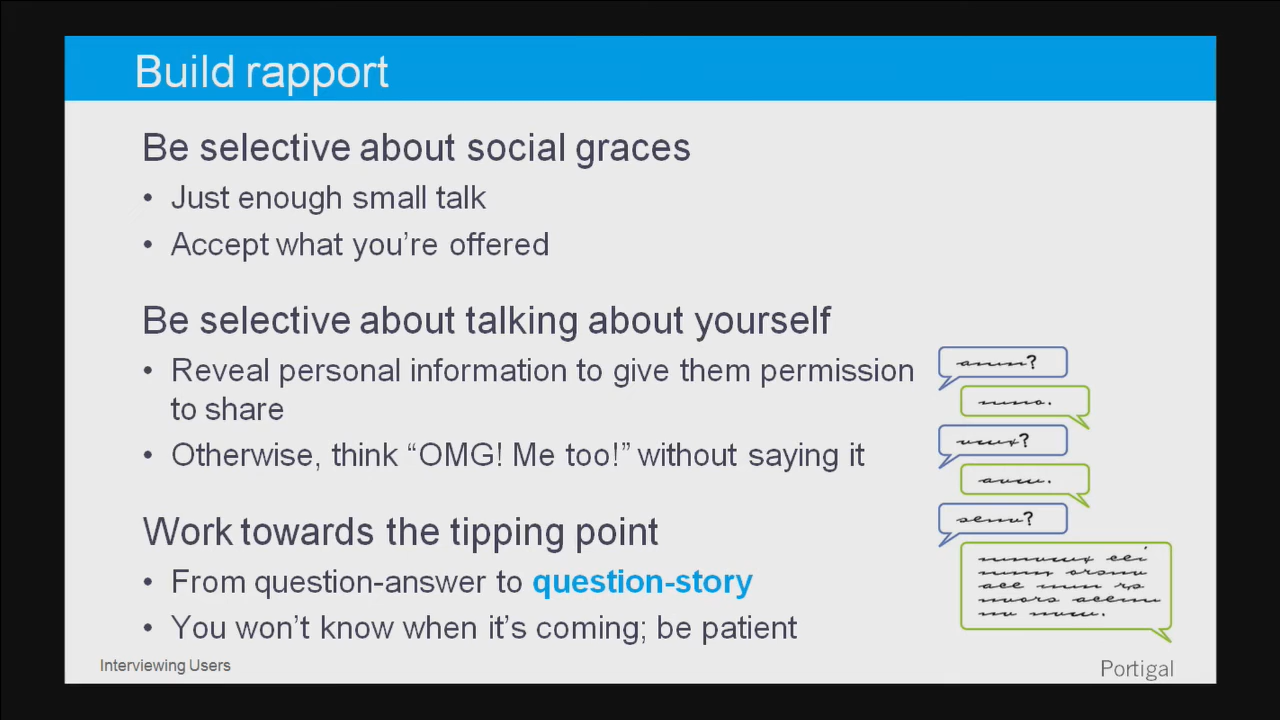 Build rapport
Be selective about social graces
• Just enough small talk
• Accept what you're offered
Be selective about talking about yourself
• Reveal personal information to give them permission
to share
• Otherwise, think “OMG! Me too!” without saying it
Work towards the tipping point
• From question-answer to question-story
• You won't know when it's coming; be patient
Interviewing Users
Portigal